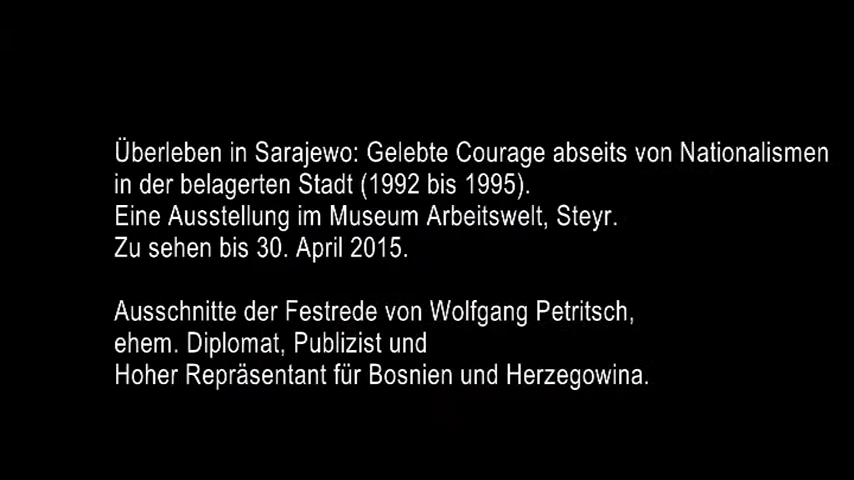 Überleben in Sarajewo: Gelebte Courage abseits von Nationalismen
in der belagerten Stadt (1992 bis 1995).
Eine Ausstellung im Museum Arbeitswelt, Steyr.
Zu sehen bis 30. April 2015.
Ausschnitte der Festrede von Wolfgang Petritsch,
ehem. Diplomat, Publizist und
Hoher Repräsentant für Bosnien und Herzegowina.